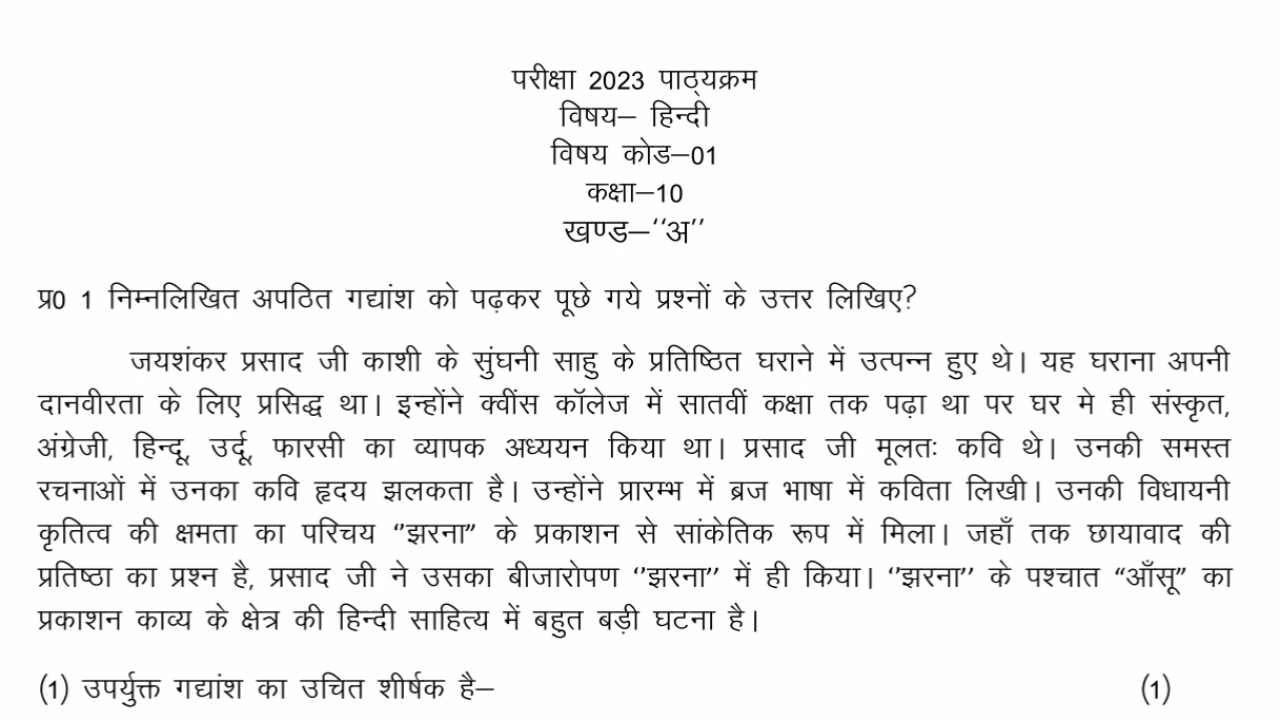 परीक्षा 2023 पाठ्यक्रम
विषय– हिन्दी
विषय कोड–01
कक्षा–10
खण्ड–‘‘अ’’
प्र0 1 निम्नलिखित अपठित गद्यांश को पढ़कर पूछे गये प्रश्नों के उत्तर लिखिए?
जयशंकर प्रसाद जी काशी के सुंघनी साहु के प्रतिष्ठित घराने में उत्पन्न हुए थे। यह घराना अपनी
दानवीरता के लिए प्रसिद्ध था। इन्होंने क्वींस कॉलेज में सातवीं कक्षा तक पढ़ा था पर घर मे ही संस्कृत,
अंग्रेजी, हिन्दू, उर्दू, फारसी का व्यापक अध्ययन किया था। प्रसाद जी मूलतः कवि थे। उनकी समस्त
रचनाओं में उनका कवि हृदय झलकता है। उन्होंने प्रारम्भ में ब्रज भाषा में कविता लिखी। उनकी विधायनी
कृतित्व की क्षमता का परिचय ‘‘झरना” के प्रकाशन से सांकेतिक रूप में मिला। जहाँ तक छायावाद की
प्रतिष्ठा का प्रश्न है, प्रसाद जी ने उसका बीजारोपण ‘‘झरना’’ में ही किया। ‘‘झरना’’ के पश्चात “आँसू” का
प्रकाशन काव्य के क्षेत्र की हिन्दी साहित्य में बहुत बड़ी घटना है।
(1) उपर्युक्त गद्यांश का उचित शीर्षक है– (1)